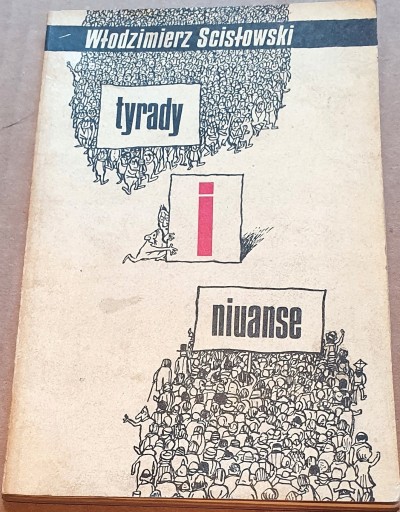 Włodzimierz Scisłowski
tyrady
i
niuanse